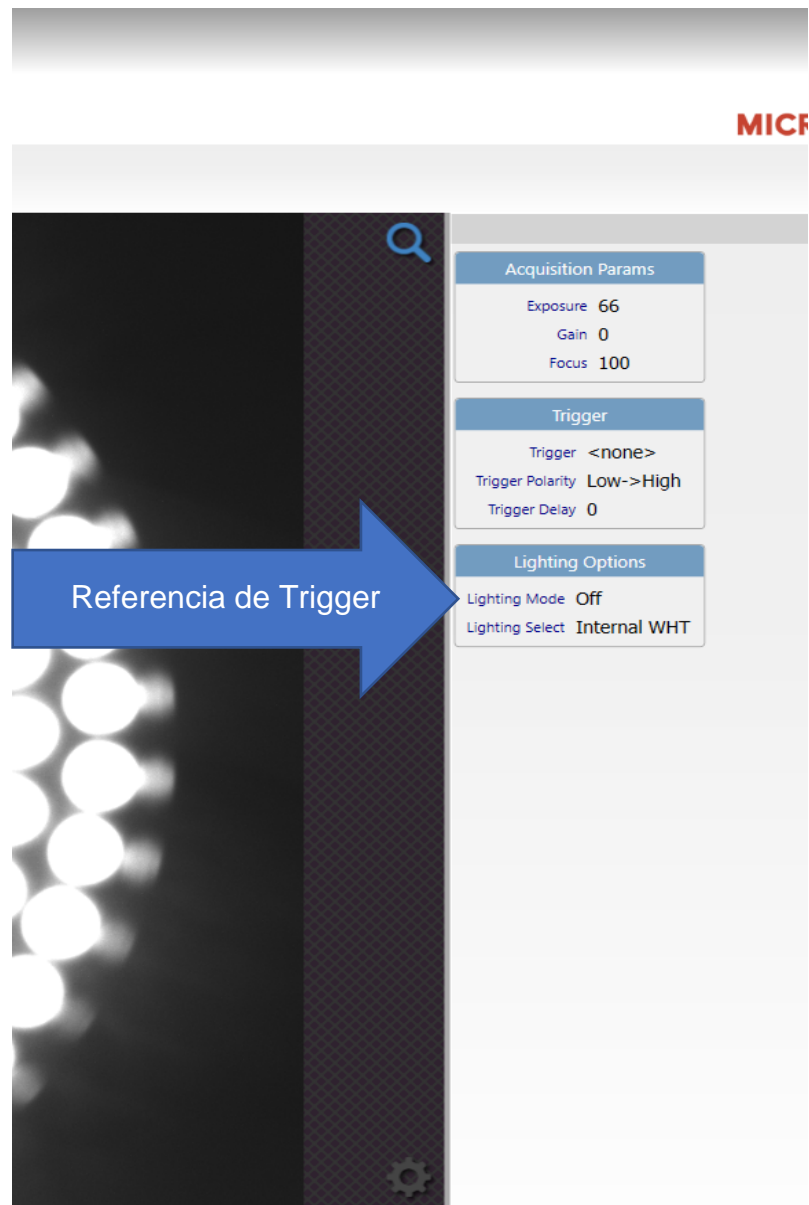 MICR
Acquisition Params
Exposure 66
Gain 0
Focus 100
Trigger
Trigger <none>
Trigger Polarity Low->High
Trigger Delay 0
Referencia de Trigger
Lighting Options
Lighting Mode Off
Lighting Select Internal WHT